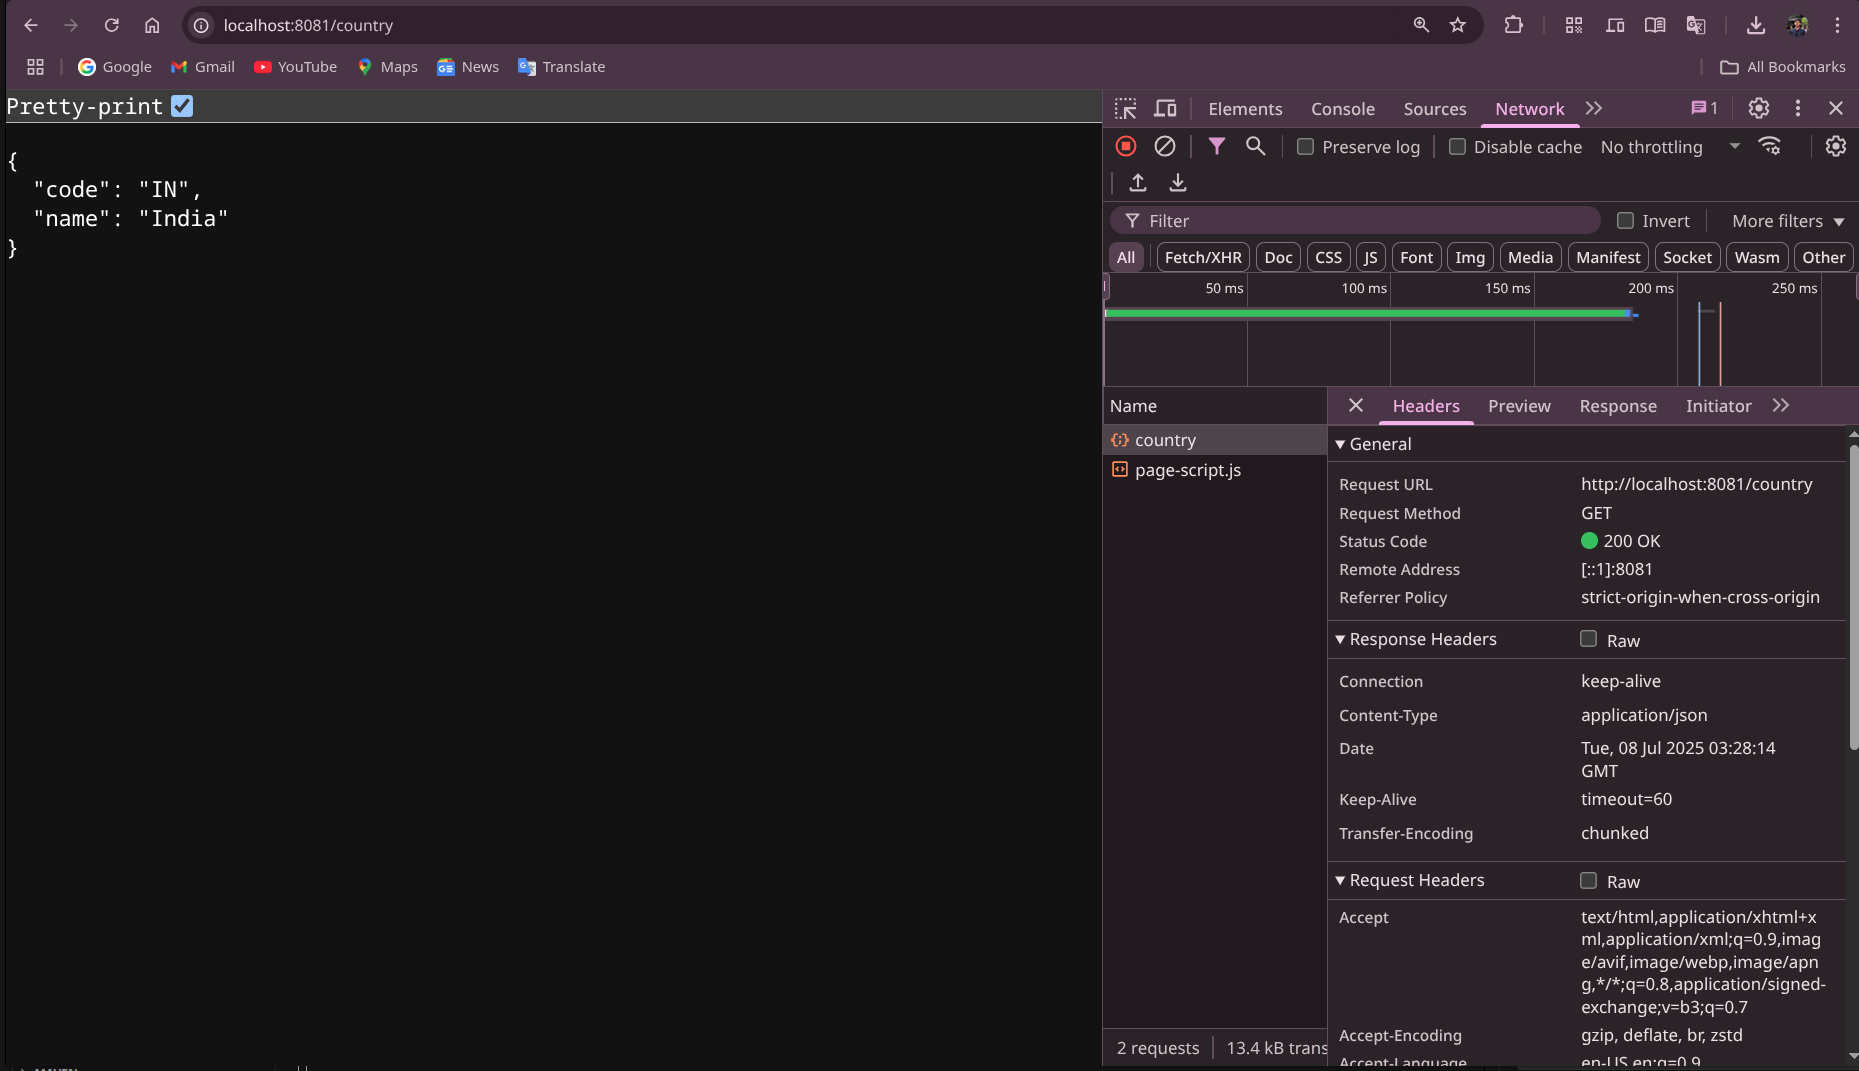 localhost:8081/country
Google
Gmail
YouTube
Maps
News
Translate
All Bookmarks
Pretty-print
{
"code": "IN",
"name": "India"
}
Elements
Console
Sources
Network
1
Preserve log
Disable cache
No throttling
Filter
Invert
More filters
All
Fetch/XHR
Doc
CSS
JS
Font
Img
Media
Manifest
Socket
Wasm
Other
50 ms
100 ms
150 ms
200 ms
250 ms
Name
country
page-script.js
Headers
Preview
Response
Initiator
General
Request URL http://localhost:8081/country
Request Method GET
Status Code 200 OK
Remote Address [::1]:8081
Referrer Policy strict-origin-when-cross-origin
Response Headers Raw
Connection keep-alive
Content-Type application/json
Date Tue, 08 Jul 2025 03:28:14
GMT
Keep-Alive timeout=60
Transfer-Encoding chunked
Request Headers Raw
Accept text/html,application/xhtml+x
ml,application/xml;q=0.9,imag
e/avif,image/webp,image/apn
g,*/*;q=0.8,application/signed-
exchange;v=b3;q=0.7
Accept-Encoding gzip, deflate, br, zstd
Accept-Language en-US,en;q=0.9
2 requests
13.4 kB trans